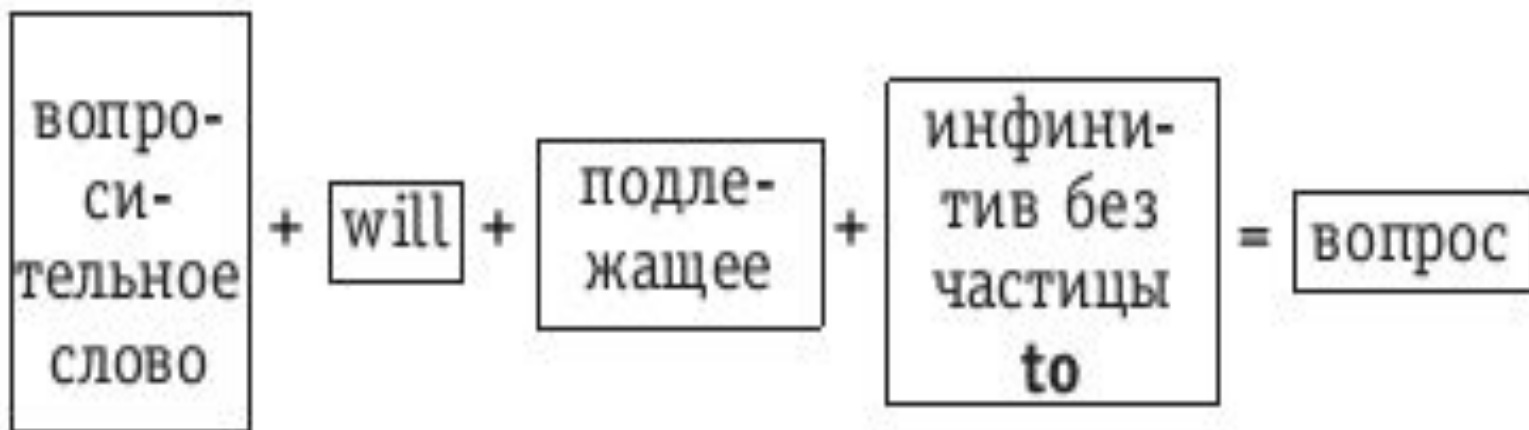 вопро-
си-
тельное
слово
+
will
+
подле-
жащее
+
инфини-
тив без
частицы
to
=
вопрос